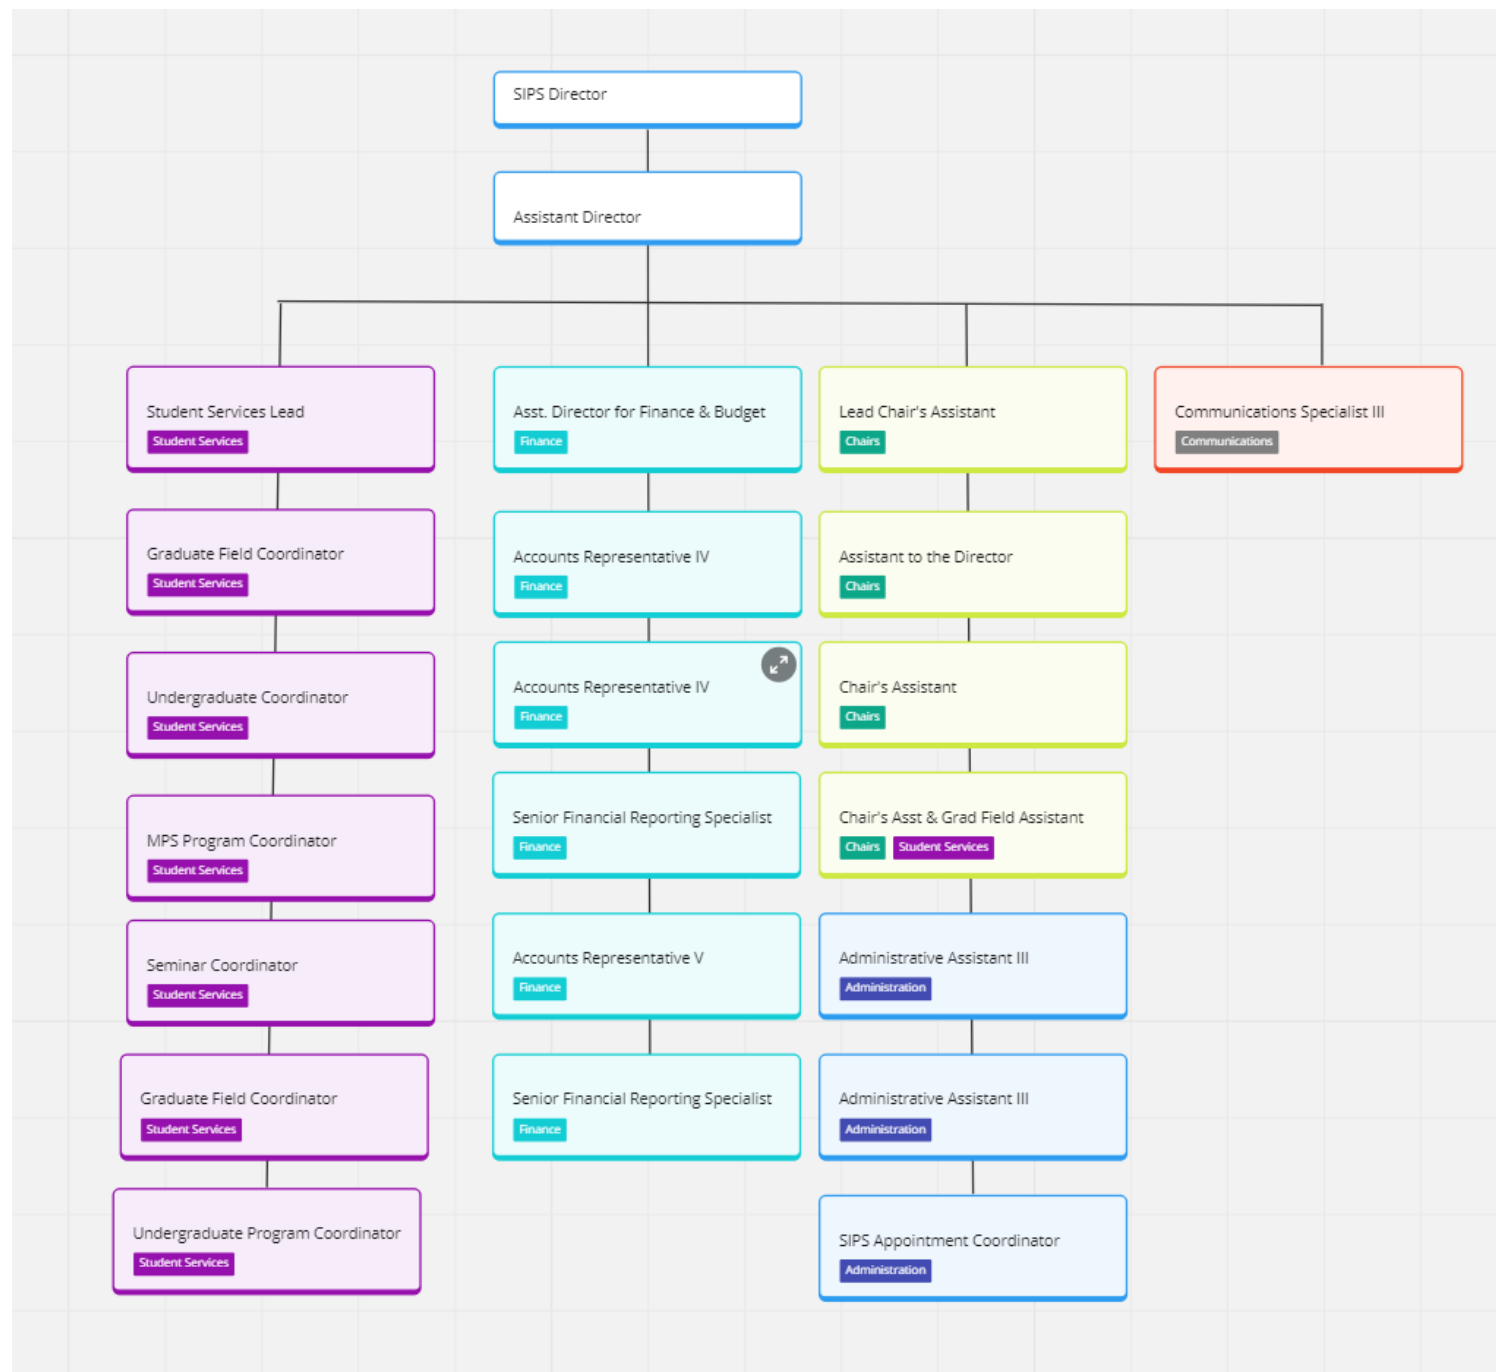 SIPS Director
Assistant Director
Student Services Lead
Student Services
Graduate Field Coordinator
Student Services
Undergraduate Coordinator
Student Services
MPS Program Coordinator
Student Services
Seminar Coordinator
Student Services
Graduate Field Coordinator
Student Services
Undergraduate Program Coordinator
Student Services
Asst. Director for Finance & Budget
Finance
Accounts Representative IV
Finance
Accounts Representative IV
Finance
Senior Financial Reporting Specialist
Finance
Accounts Representative V
Finance
Senior Financial Reporting Specialist
Finance
Lead Chair's Assistant
Chairs
Assistant to the Director
Chairs
Chair's Assistant
Chairs
Chair's Asst & Grad Field Assistant
Chairs Student Services
Administrative Assistant III
Administration
Administrative Assistant III
Administration
SIPS Appointment Coordinator
Administration
Communications Specialist III
Communications